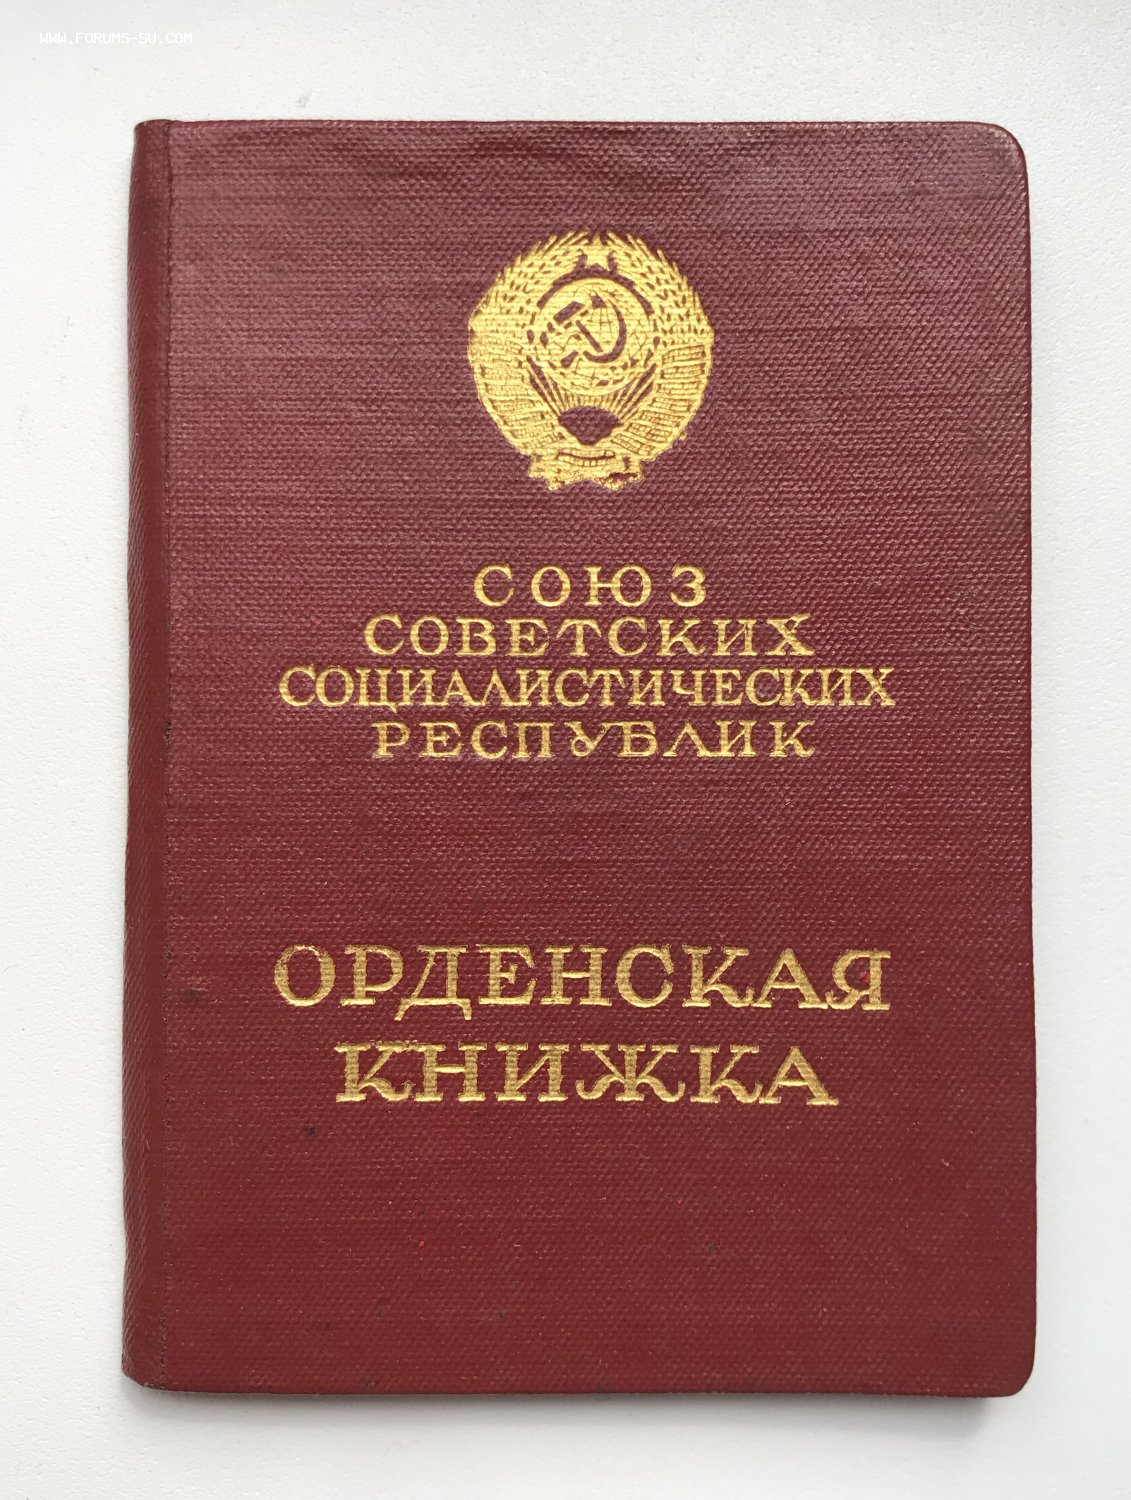 WWW.FORUMS-SU.COM
СОЮЗ
СОВЕТСКИХ
СОЦИАЛИСТИЧЕСКИХ
РЕСПУБЛИК
ОРДЕНСКАЯ
КНИЖКА